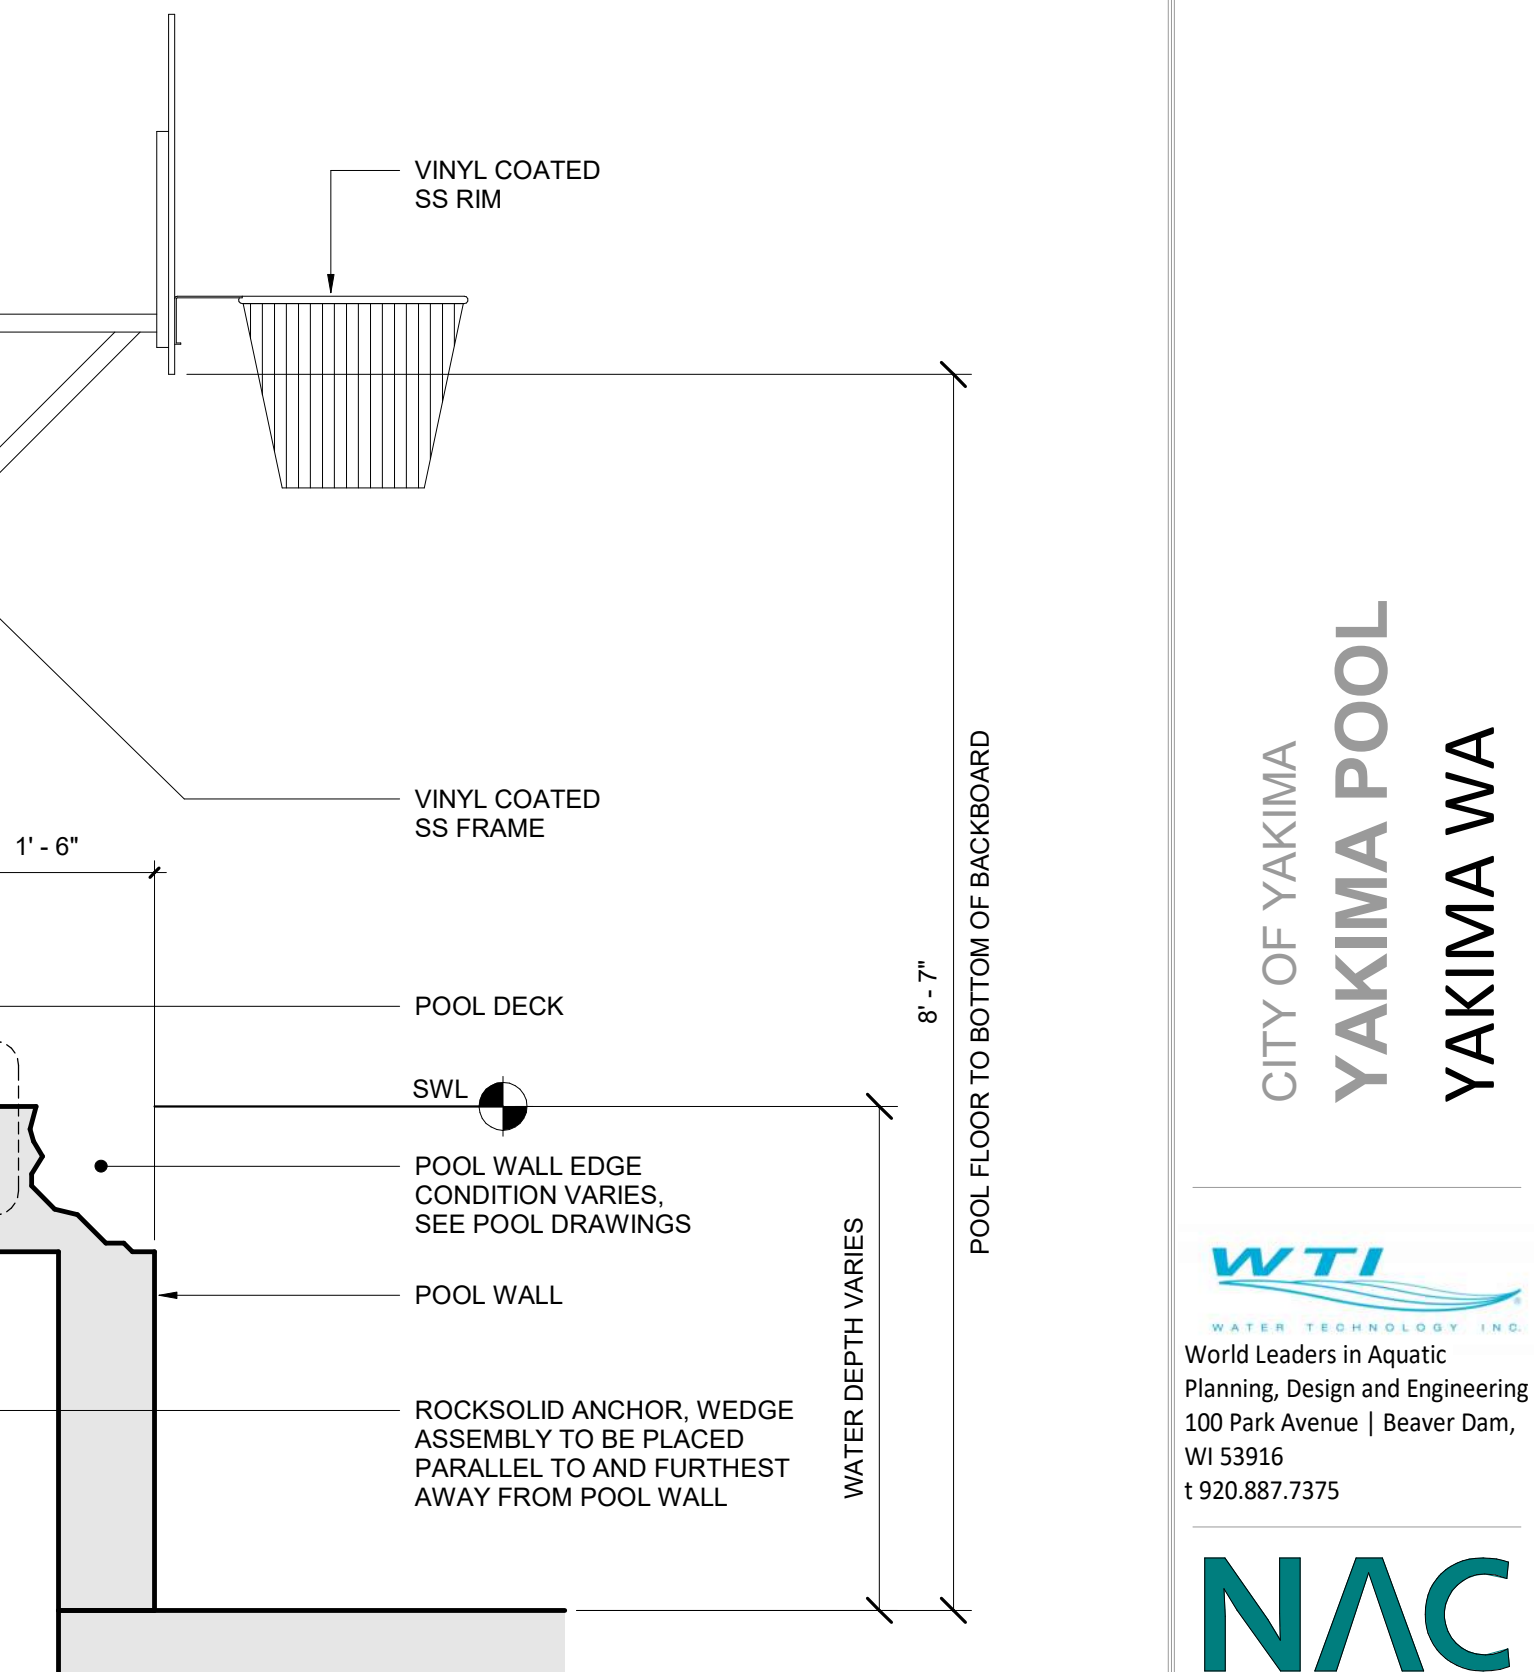 VINYL COATED
SS RIM
VINYL COATED
SS FRAME
1' - 6"
POOL DECK
SWL
POOL WALL EDGE
CONDITION VARIES,
SEE POOL DRAWINGS
POOL WALL
ROCKSOLID ANCHOR, WEDGE
ASSEMBLY TO BE PLACED
PARALLEL TO AND FURTHEST
AWAY FROM POOL WALL
WATER DEPTH VARIES
8' - 7"
POOL FLOOR TO BOTTOM OF BACKBOARD
CITY OF YAKIMA
YAKIMA POOL
YAKIMA WA
WTI
®
WATER TECHNOLOGY INC.
World Leaders in Aquatic
Planning, Design and Engineering
100 Park Avenue | Beaver Dam,
WI 53916
t 920.887.7375
NAC